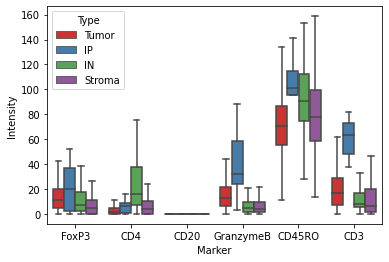 Type
Tumor
IP
IN
Stroma
Intensity
160
140
120
100
80
60
40
20
0
FoxP3 CD4 CD20 GranzymeB CD45RO CD3
Marker